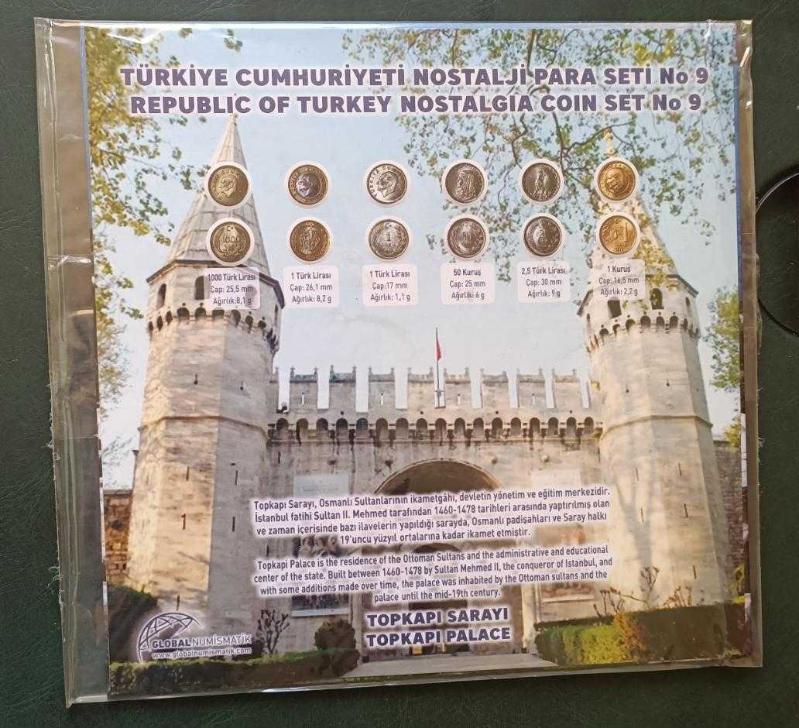 TÜRKİYE CUMHURİYETİ NOSTALJİ PARA SETİ No 9
REPUBLIC OF TURKEY NOSTALGIA COIN SET No 9
1000 Türk Lirası
Çap: 25,5 mm
Ağırlık: 8,1 g
1 Türk Lirası
Çap: 26,1 mm
Ağırlık: 8,2 g
1 Türk Lirası
Çap: 17 mm
Ağırlık: 1,1 g
50 Kuruş
Çap: 25 mm
Ağırlık: 6 g
2,5 Türk Lirası
Çap: 30 mm
Ağırlık: 9 g
1 Kuruş
Çap: 16,5 mm
Ağırlık: 2,2 g
Topkapı Sarayı, Osmanlı Sultanlarının ikametgâhı, devletin yönetim ve eğitim merkezidir.
İstanbul fatihi Sultan II. Mehmed tarafından 1460-1478 tarihleri arasında yaptırılmış olan
ve zaman içerisinde bazı ilavelerin yapıldığı sarayda, Osmanlı padişahları ve Saray halkı
19'uncu yüzyıl ortalarına kadar ikamet etmiştir.
Topkapi Palace is the residence of the Ottoman Sultans and the administrative and educational
center of the state. Built between 1460-1478 by Sultan Mehmed II, the conqueror of Istanbul, and
with some additions made over time, the palace was inhabited by the Ottoman sultans and the
palace until the mid-19th century.
TOPKAPI SARAYI
TOPKAPI PALACE
GLOBALNUMİSMATİK
www.globalnumismatik.com